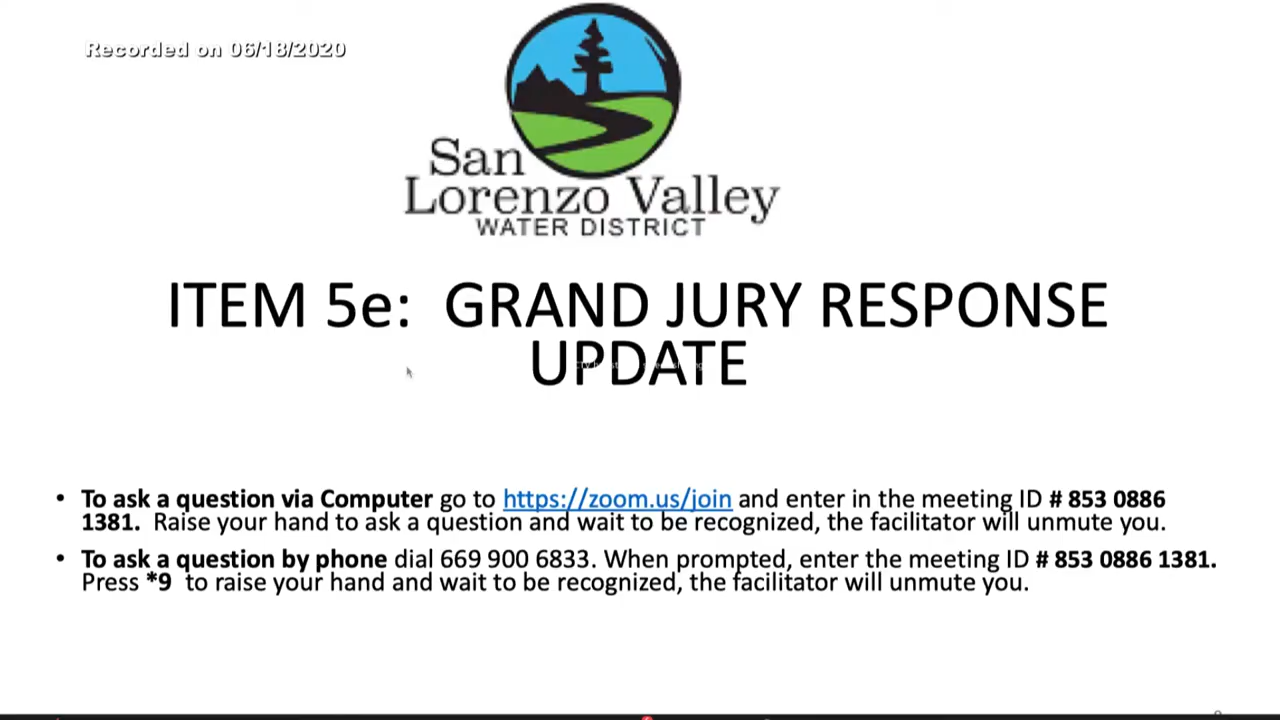 Recorded on 06/18/2020
San
Lorenzo Valley
WATER DISTRICT
ITEM 5e: GRAND JURY RESPONSE
UPDATE
• To ask a question via Computer go to https://zoom.us/join and enter in the meeting ID # 853 0886
1381. Raise your hand to ask a question and wait to be recognized, the facilitator will unmute you.
• To ask a question by phone dial 669 900 6833. When prompted, enter the meeting ID # 853 0886 1381.
Press *9 to raise your hand and wait to be recognized, the facilitator will unmute you.